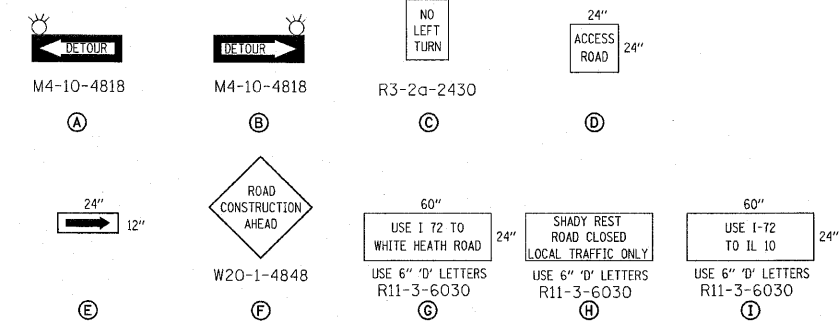 DETOUR
M4-10-4818
A
DETOUR
M4-10-4818
B
NO
LEFT
TURN
R3-2a-2430
C
24"
ACCESS
ROAD
24"
D
24"
12"
E
ROAD
CONSTRUCTION
AHEAD
W20-1-4848
F
60"
USE I 72 TO
WHITE HEATH ROAD
24"
USE 6" 'D' LETTERS
R11-3-6030
G
SHADY REST
ROAD CLOSED
LOCAL TRAFFIC ONLY
USE 6" 'D' LETTERS
R11-3-6030
H
60"
USE I-72
TO IL 10
24"
USE 6" 'D' LETTERS
R11-3-6030
I